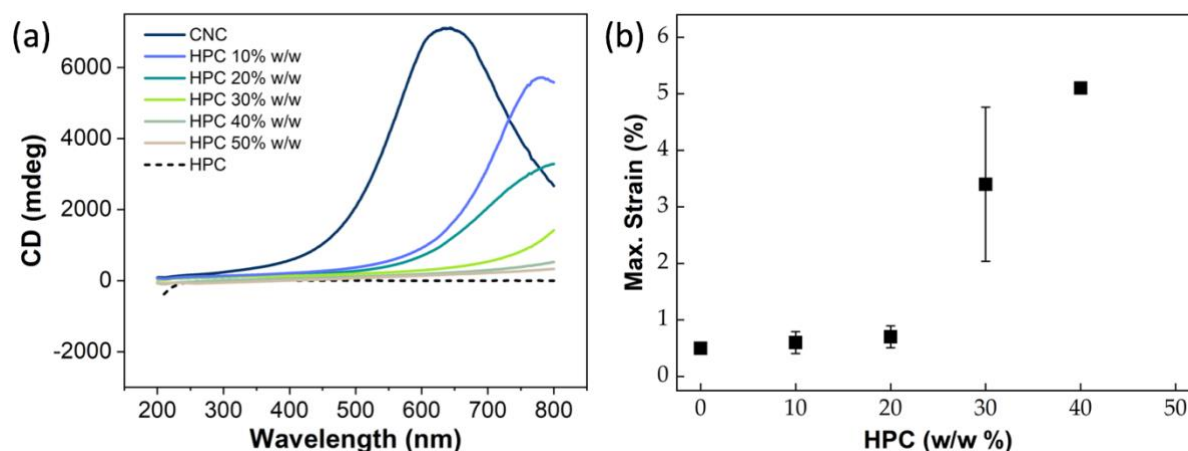 (a)
CNC
HPC 10% w/w
HPC 20% w/w
HPC 30% w/w
HPC 40% w/w
HPC 50% w/w
HPC
CD (mdeg)
6000
4000
2000
0
-2000
200 300 400 500 600 700 800
Wavelength (nm)
(b)
Max. Strain (%)
6
5
4
3
2
1
0
0 10 20 30 40 50
HPC (w/w %)